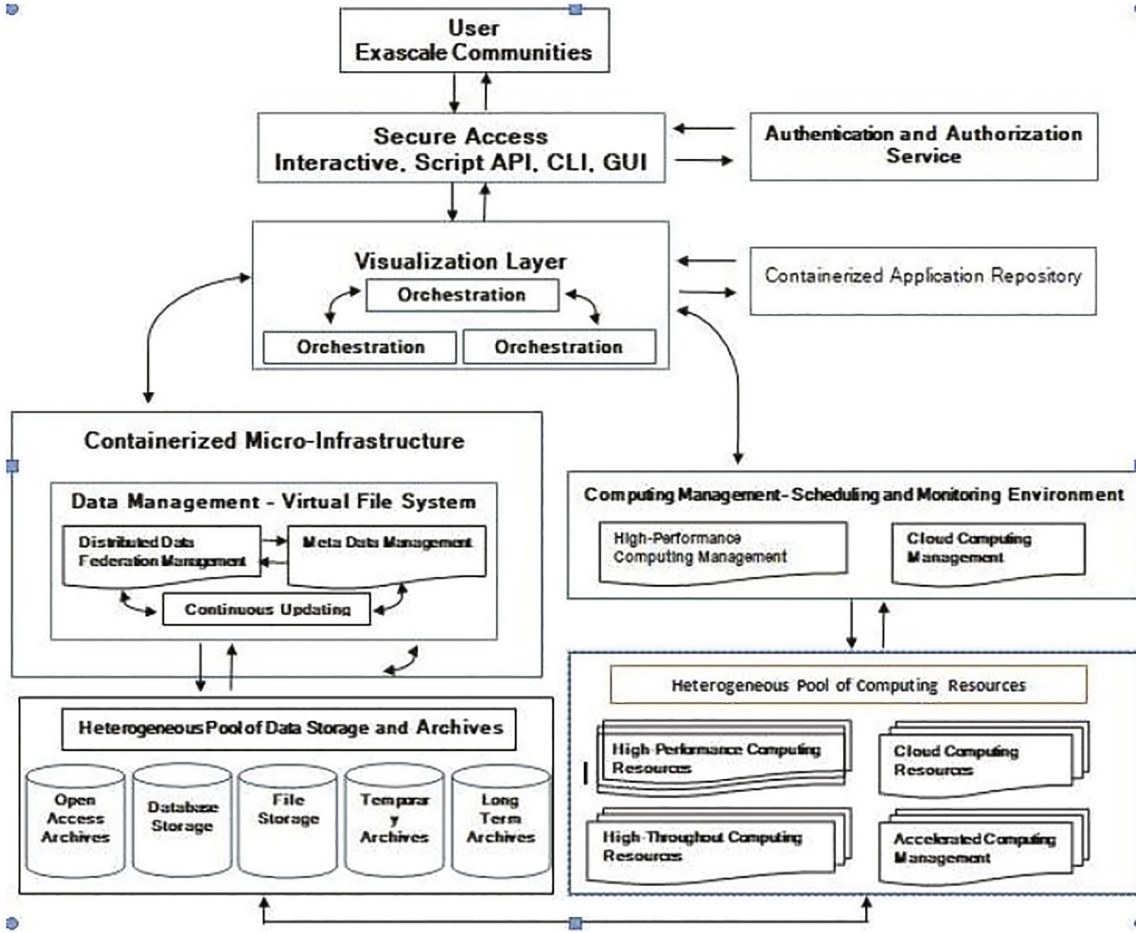 User
Exascale Communities
Secure Access
Interactive, Script API, CLI, GUI
Authentication and Authorization
Service
Visualization Layer
Orchestration
Orchestration
Orchestration
Containerized Application Repository
Containerized Micro-Infrastructure
Data Management - Virtual File System
Distributed Data
Federation Management
Meta Data Management
Continuous Updating
Computing Management-Scheduling and Monitoring Environment
High-Performance
Computing Management
Cloud Computing
Management
Heterogeneous Pool of Data Storage and Archives
Open
Access
Archives
Database
Storage
File
Storage
Temporar
y
Archives
Long
Term
Archives
Heterogeneous Pool of Computing Resources
High-Performance Computing
Resources
Cloud Computing
Resources
High-Throughout Computing
Resources
Accelerated Computing
Management